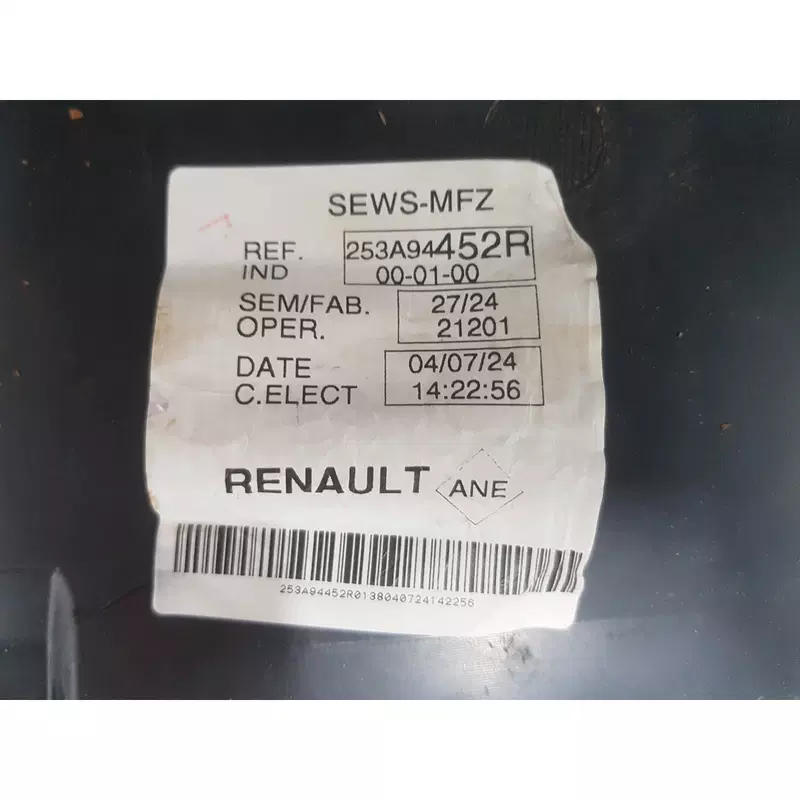 SEWS-MFZ
REF. 253A94452R
IND 00-01-00
SEM/FAB. 27/24
OPER. 21201
DATE 04/07/24
C.ELECT 14:22:56
RENAULT ANE
253A94452R0138040724142256